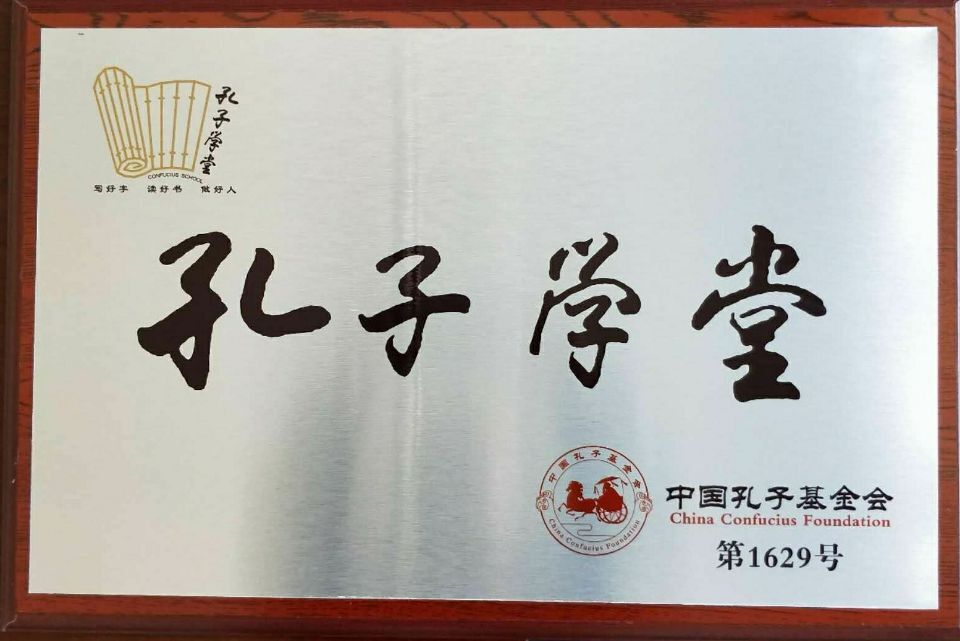 孔子学堂
CONFUCIUS SCHOOL
写好字 读好书 做好人
孔子学堂
中国孔子基金会
China Confucius Foundation
中国孔子基金会
China Confucius Foundation
第1629号